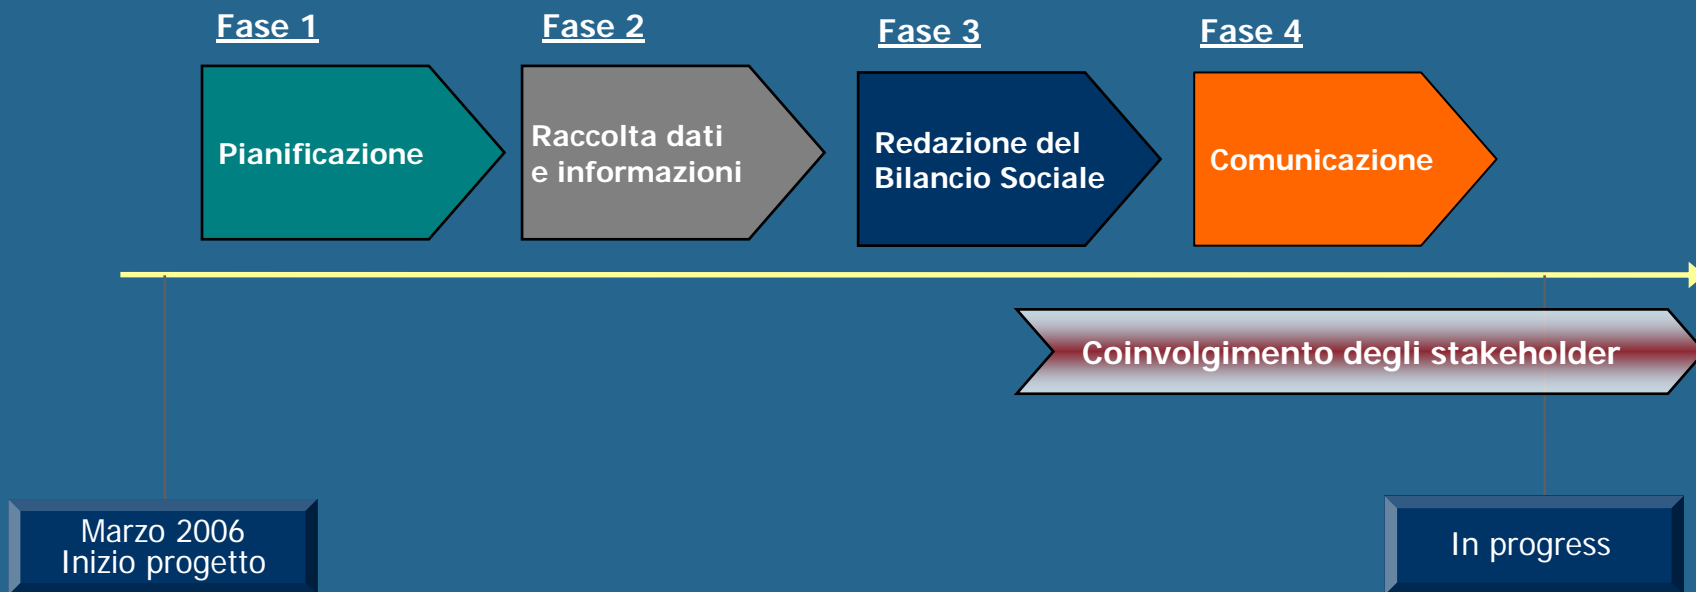 Fase 1
Fase 2
Fase 3
Fase 4
Pianificazione
Raccolta dati
e informazioni
Redazione del
Bilancio Sociale
Comunicazione
Coinvolgimento degli stakeholder
Marzo 2006
Inizio progetto
In progress